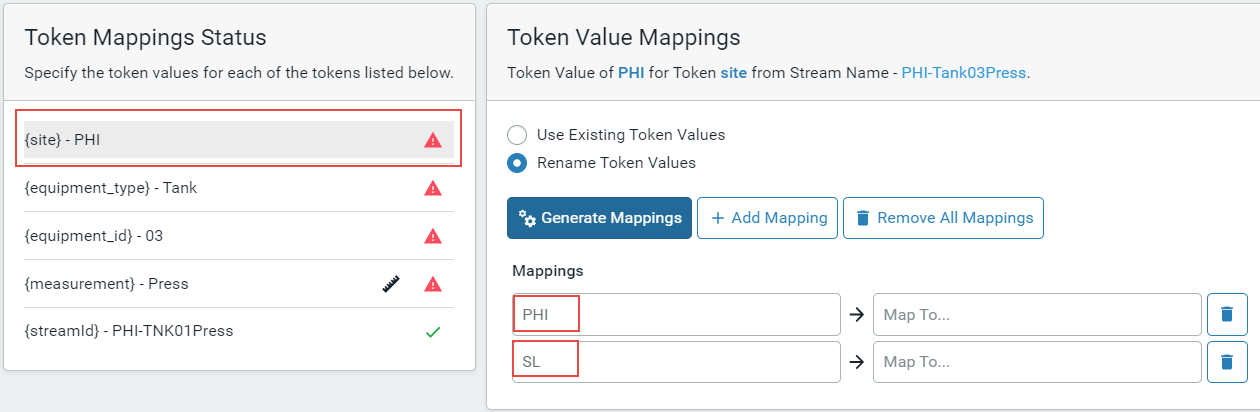 Token Mappings Status
Specify the token values for each of the tokens listed below.
{site} - PHI
{equipment_type} - Tank
{equipment_id} - 03
{measurement} - Press
{streamId} - PHI-TNK01Press
Token Value Mappings
Token Value of PHI for Token site from Stream Name - PHI-Tank03Press.
Use Existing Token Values
Rename Token Values
Generate Mappings + Add Mapping Remove All Mappings
Mappings
PHI → Map To...
SL → Map To...